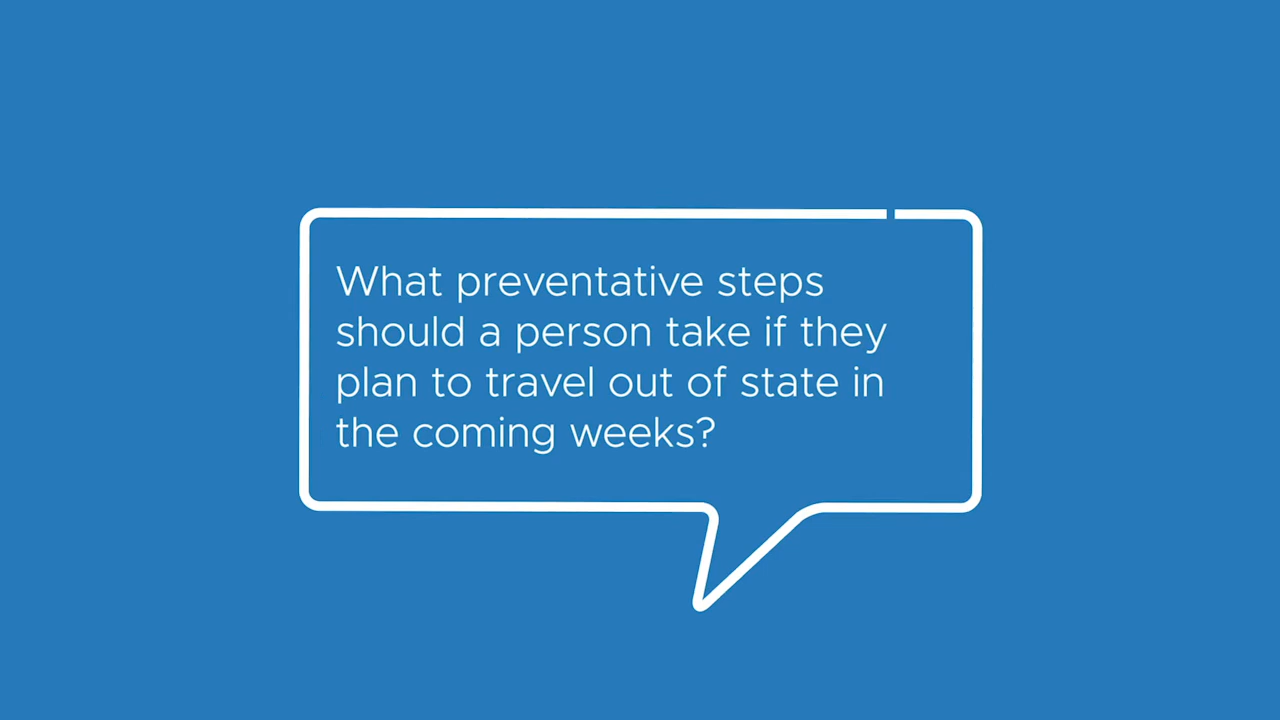 What preventative steps
should a person take if they
plan to travel out of state in
the coming weeks?